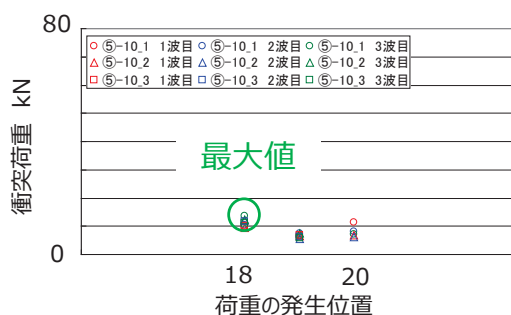 80
⑤-10_1 1波目 ⑤-10_1 2波目 ⑤-10_1 3波目
⑤-10_2 1波目 ⑤-10_2 2波目 ⑤-10_2 3波目
⑤-10_3 1波目 ⑤-10_3 2波目 ⑤-10_3 3波目
衝突荷重 kN
最大値
0
18 20
荷重の発生位置